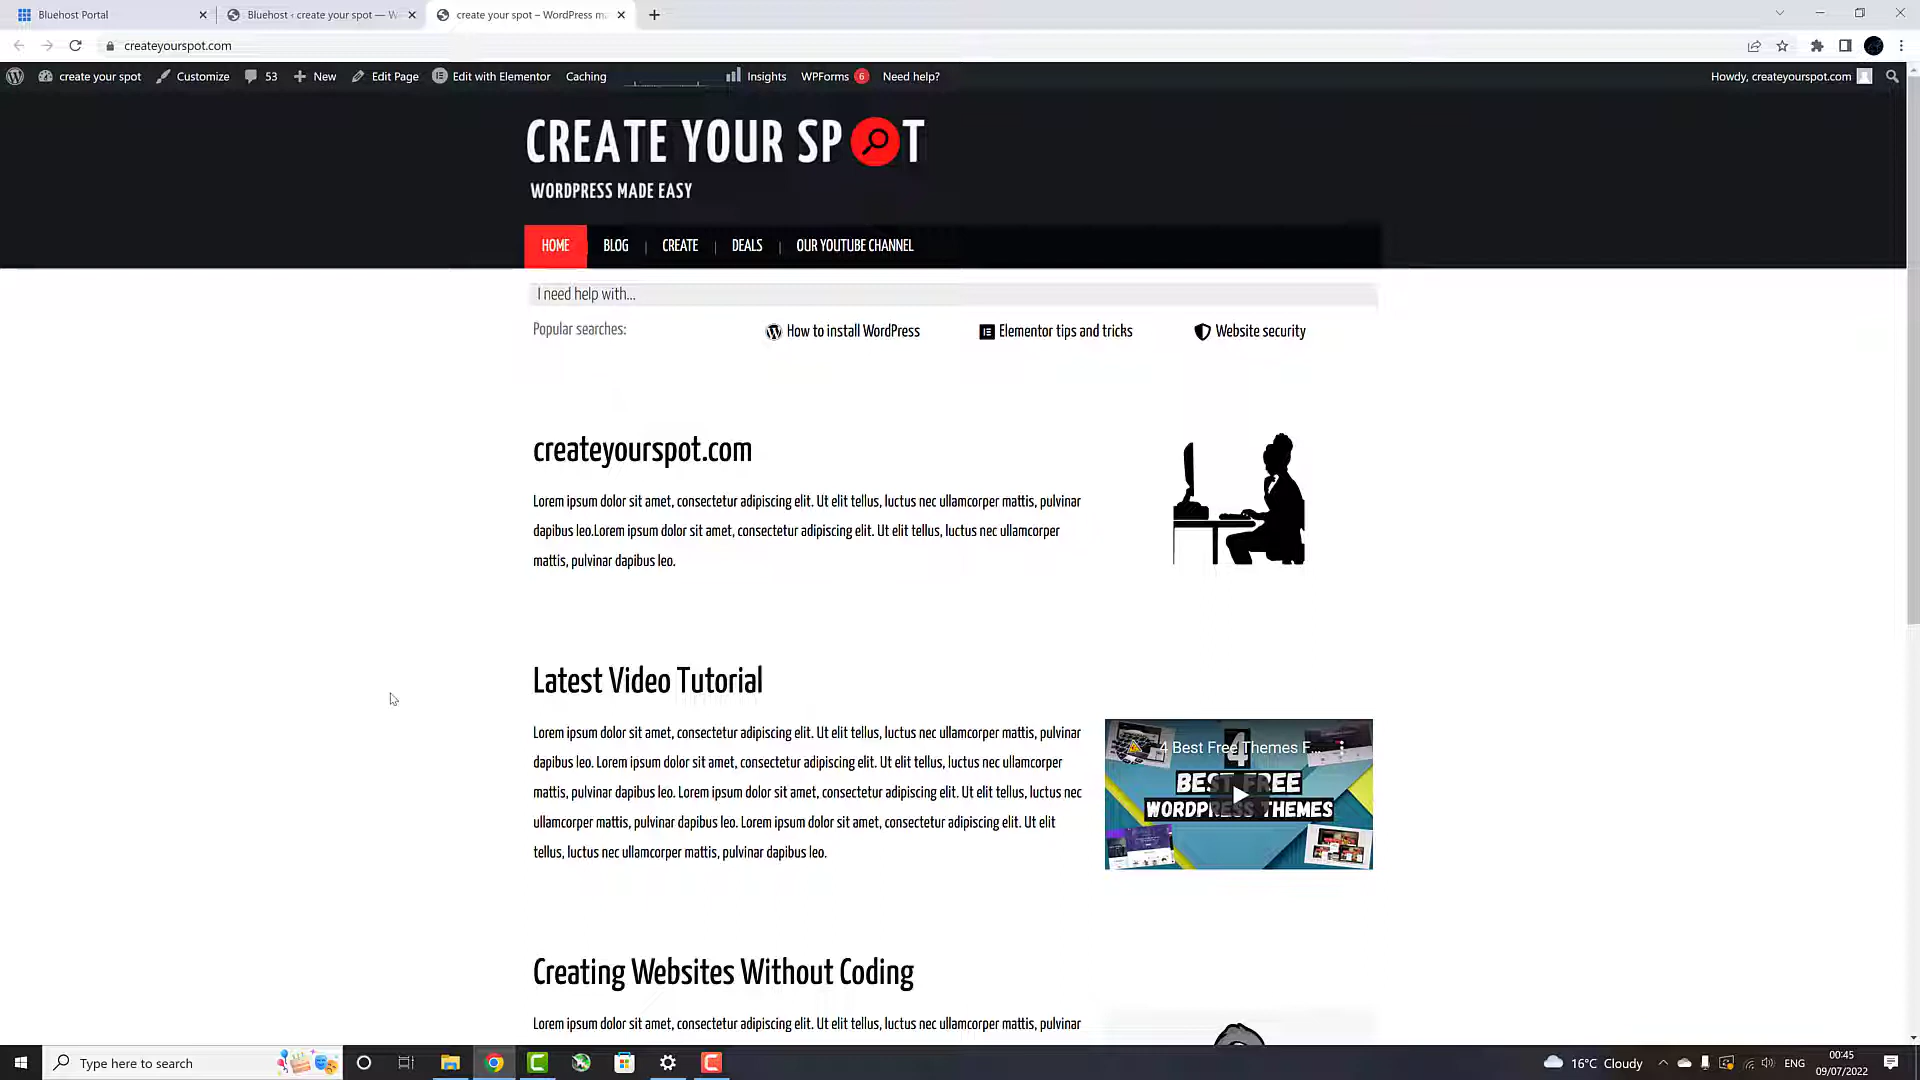 Bluehost Portal
Bluehost ‹ create your spot — W
create your spot – WordPress ma
createyourspot.com
create your spot
Customize
53
New
Edit Page
Edit with Elementor
Caching
Insights
WPForms 6
Need help?
Howdy, createyourspot.com
CREATE YOUR SP T
WORDPRESS MADE EASY
HOME
BLOG
CREATE
DEALS
OUR YOUTUBE CHANNEL
I need help with...
Popular searches:
How to install WordPress
Elementor tips and tricks
Website security
createyourspot.com
Lorem ipsum dolor sit amet, consectetur adipiscing elit. Ut elit tellus, luctus nec ullamcorper mattis, pulvinar
dapibus leo.Lorem ipsum dolor sit amet, consectetur adipiscing elit. Ut elit tellus, luctus nec ullamcorper
mattis, pulvinar dapibus leo.
Latest Video Tutorial
Lorem ipsum dolor sit amet, consectetur adipiscing elit. Ut elit tellus, luctus nec ullamcorper mattis, pulvinar
dapibus leo. Lorem ipsum dolor sit amet, consectetur adipiscing elit. Ut elit tellus, luctus nec ullamcorper
mattis, pulvinar dapibus leo. Lorem ipsum dolor sit amet, consectetur adipiscing elit. Ut elit tellus, luctus nec
ullamcorper mattis, pulvinar dapibus leo. Lorem ipsum dolor sit amet, consectetur adipiscing elit. Ut elit
tellus, luctus nec ullamcorper mattis, pulvinar dapibus leo.
4 Best Free Themes F...
4
BEST FREE
WORDPRESS THEMES
Creating Websites Without Coding
Lorem ipsum dolor sit amet, consectetur adipiscing elit. Ut elit tellus, luctus nec ullamcorper mattis, pulvinar
Type here to search
16°C Cloudy
ENG
00:45
09/07/2022